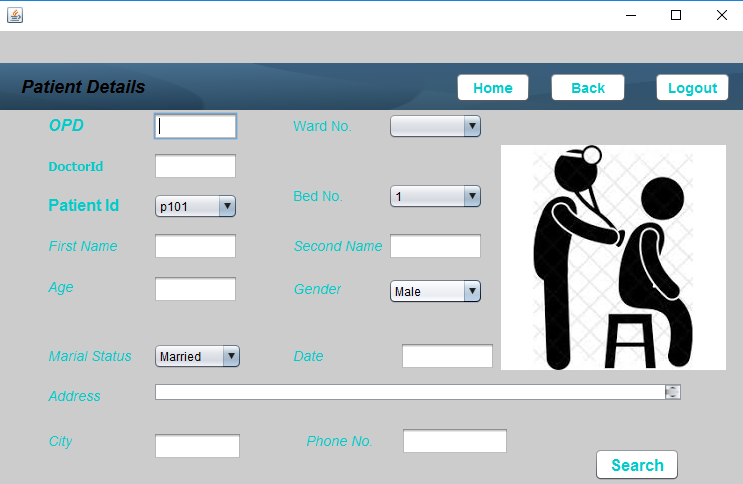 Patient Details Home Back Logout
OPD Ward No.
DoctorId
Patient Id p101 Bed No. 1
First Name Second Name
Age Gender Male
Marial Status Married Date
Address
City Phone No.
Search